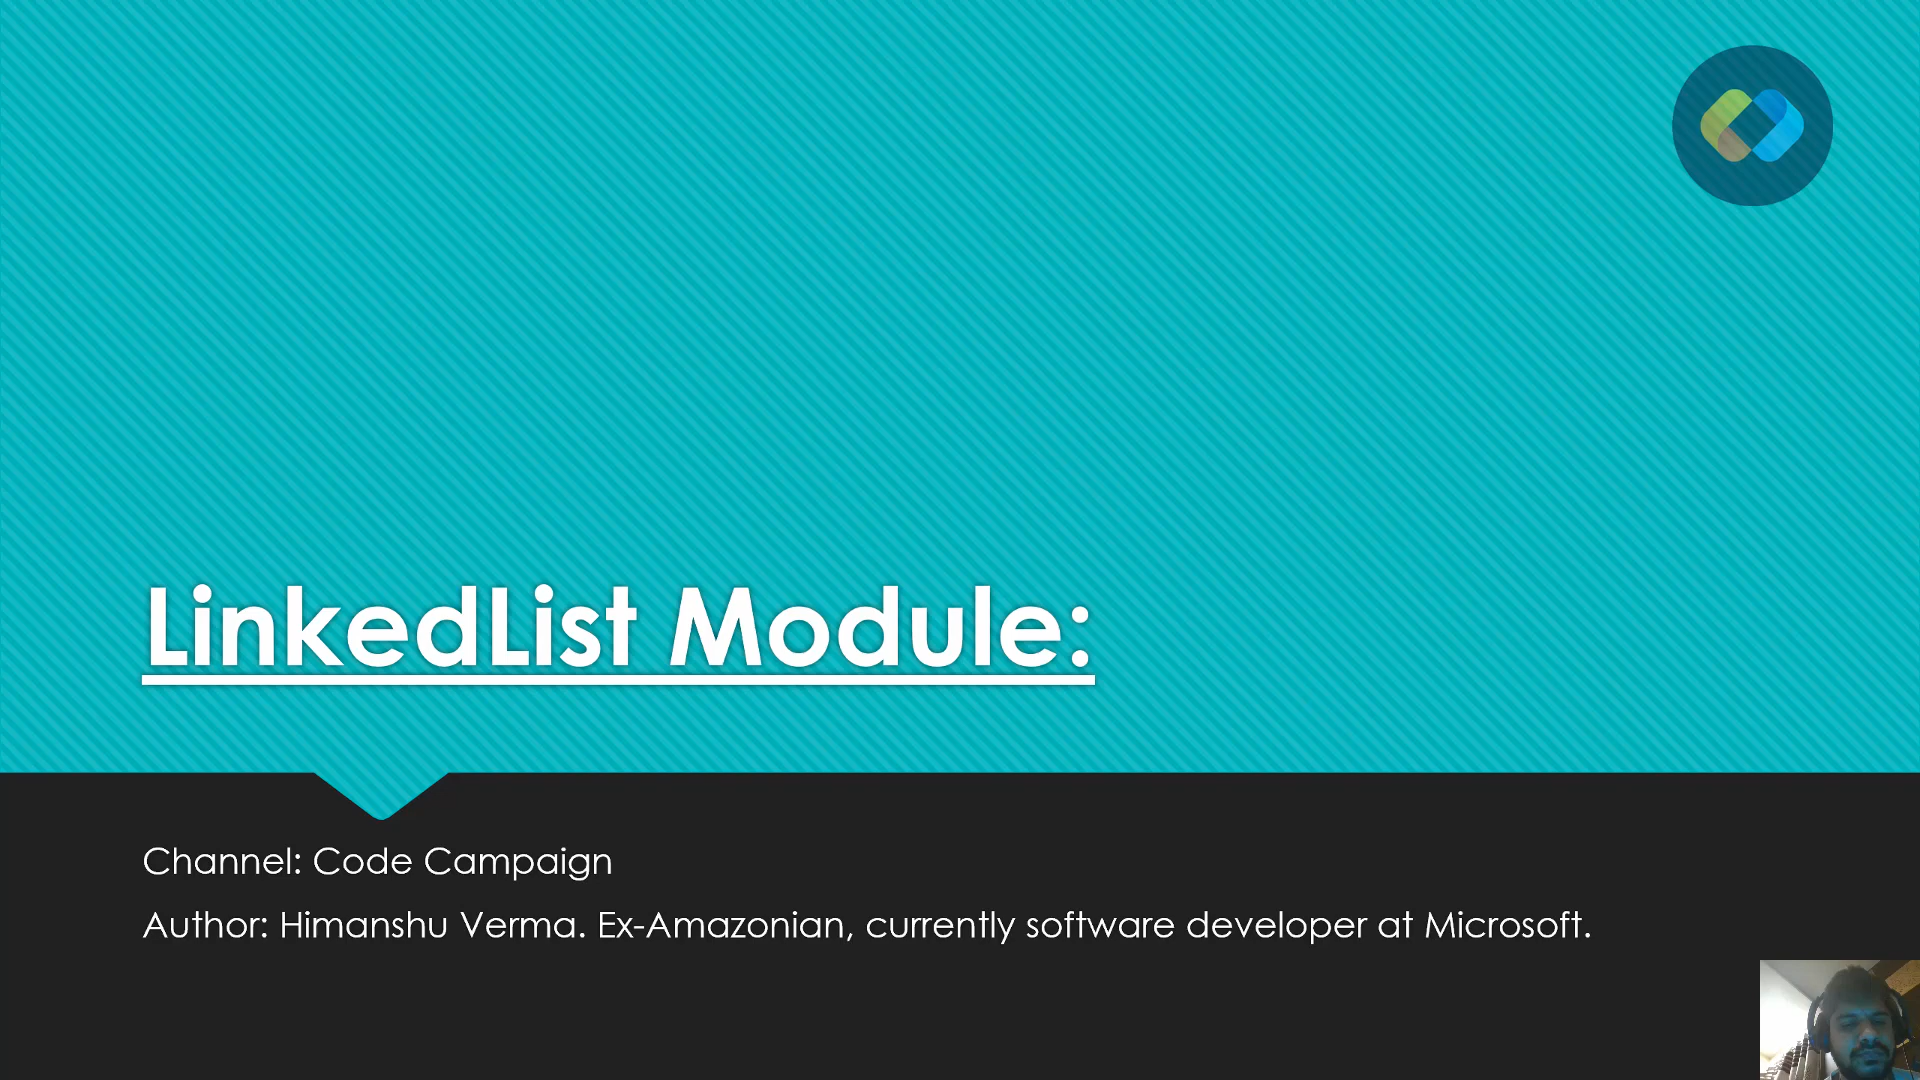 LinkedList Module:
Channel: Code Campaign
Author: Himanshu Verma. Ex-Amazonian, currently software developer at Microsoft.